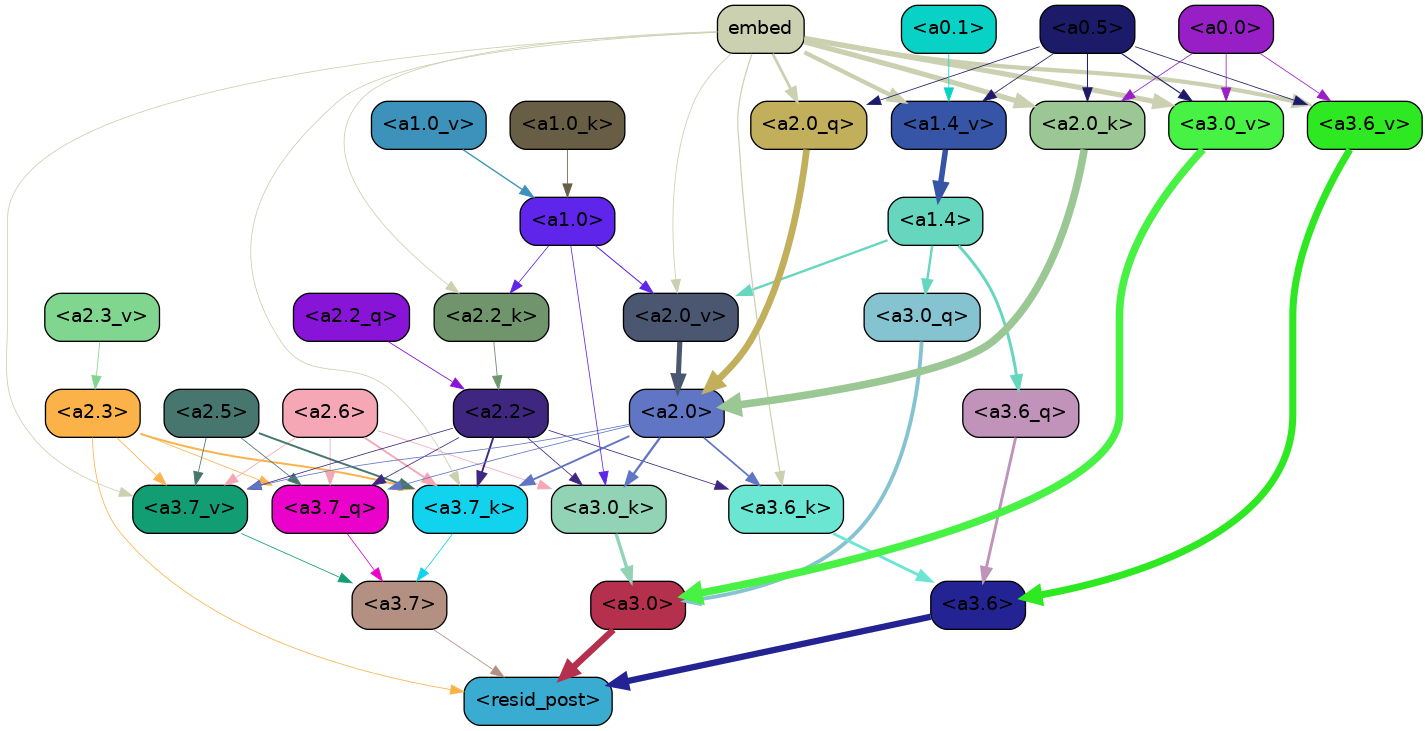 embed
<a0.1>
<a0.5>
<a0.0>
<a1.0_v>
<a1.0_k>
<a2.0_q>
<a1.4_v>
<a2.0_k>
<a3.0_v>
<a3.6_v>
<a1.0>
<a1.4>
<a2.3_v>
<a2.2_q>
<a2.2_k>
<a2.0_v>
<a3.0_q>
<a2.3>
<a2.5>
<a2.6>
<a2.2>
<a2.0>
<a3.6_q>
<a3.7_v>
<a3.7_q>
<a3.7_k>
<a3.0_k>
<a3.6_k>
<a3.7>
<a3.0>
<a3.6>
<resid_post>